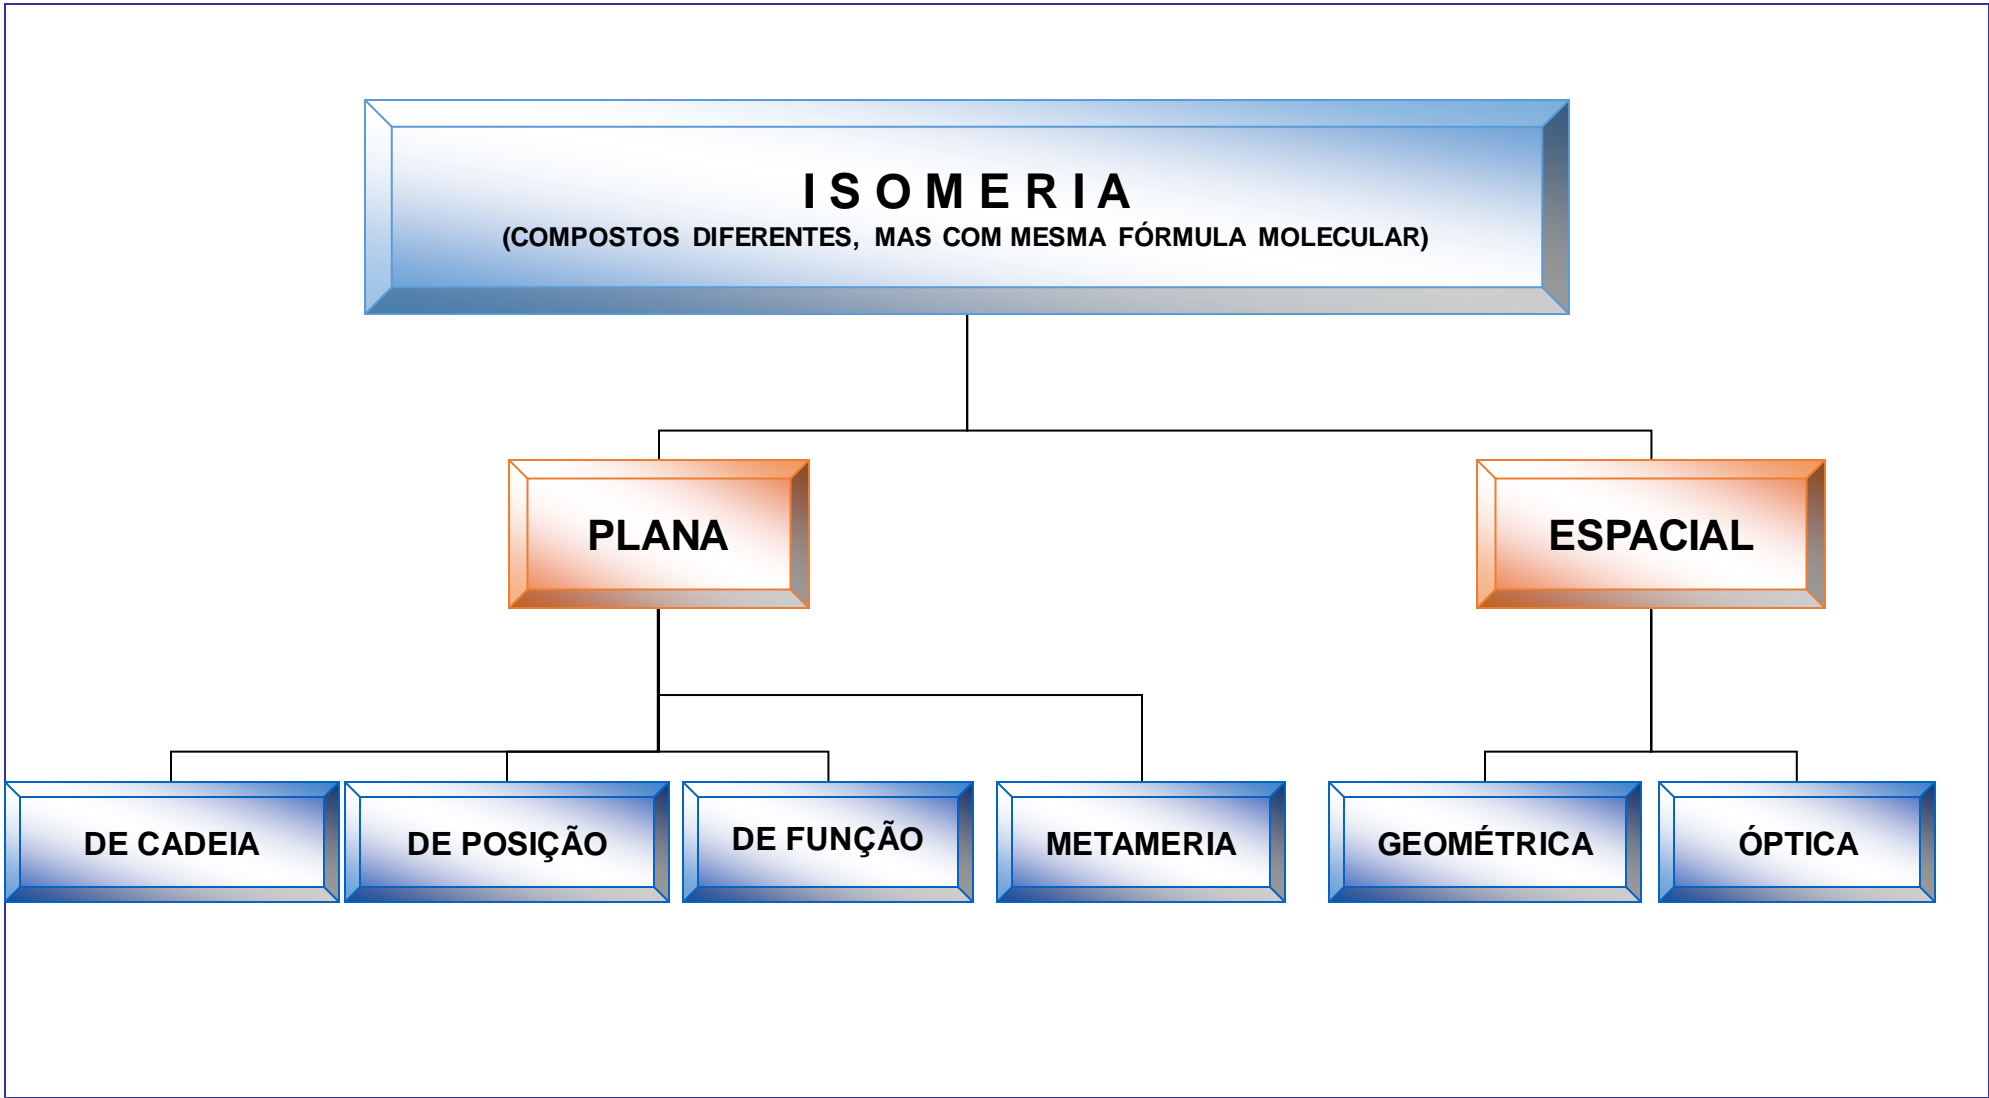 I S O M E R I A
(COMPOSTOS DIFERENTES, MAS COM MESMA FÓRMULA MOLECULAR)
PLANA
ESPACIAL
DE CADEIA
DE POSIÇÃO
DE FUNÇÃO
METAMERIA
GEOMÉTRICA
ÓPTICA